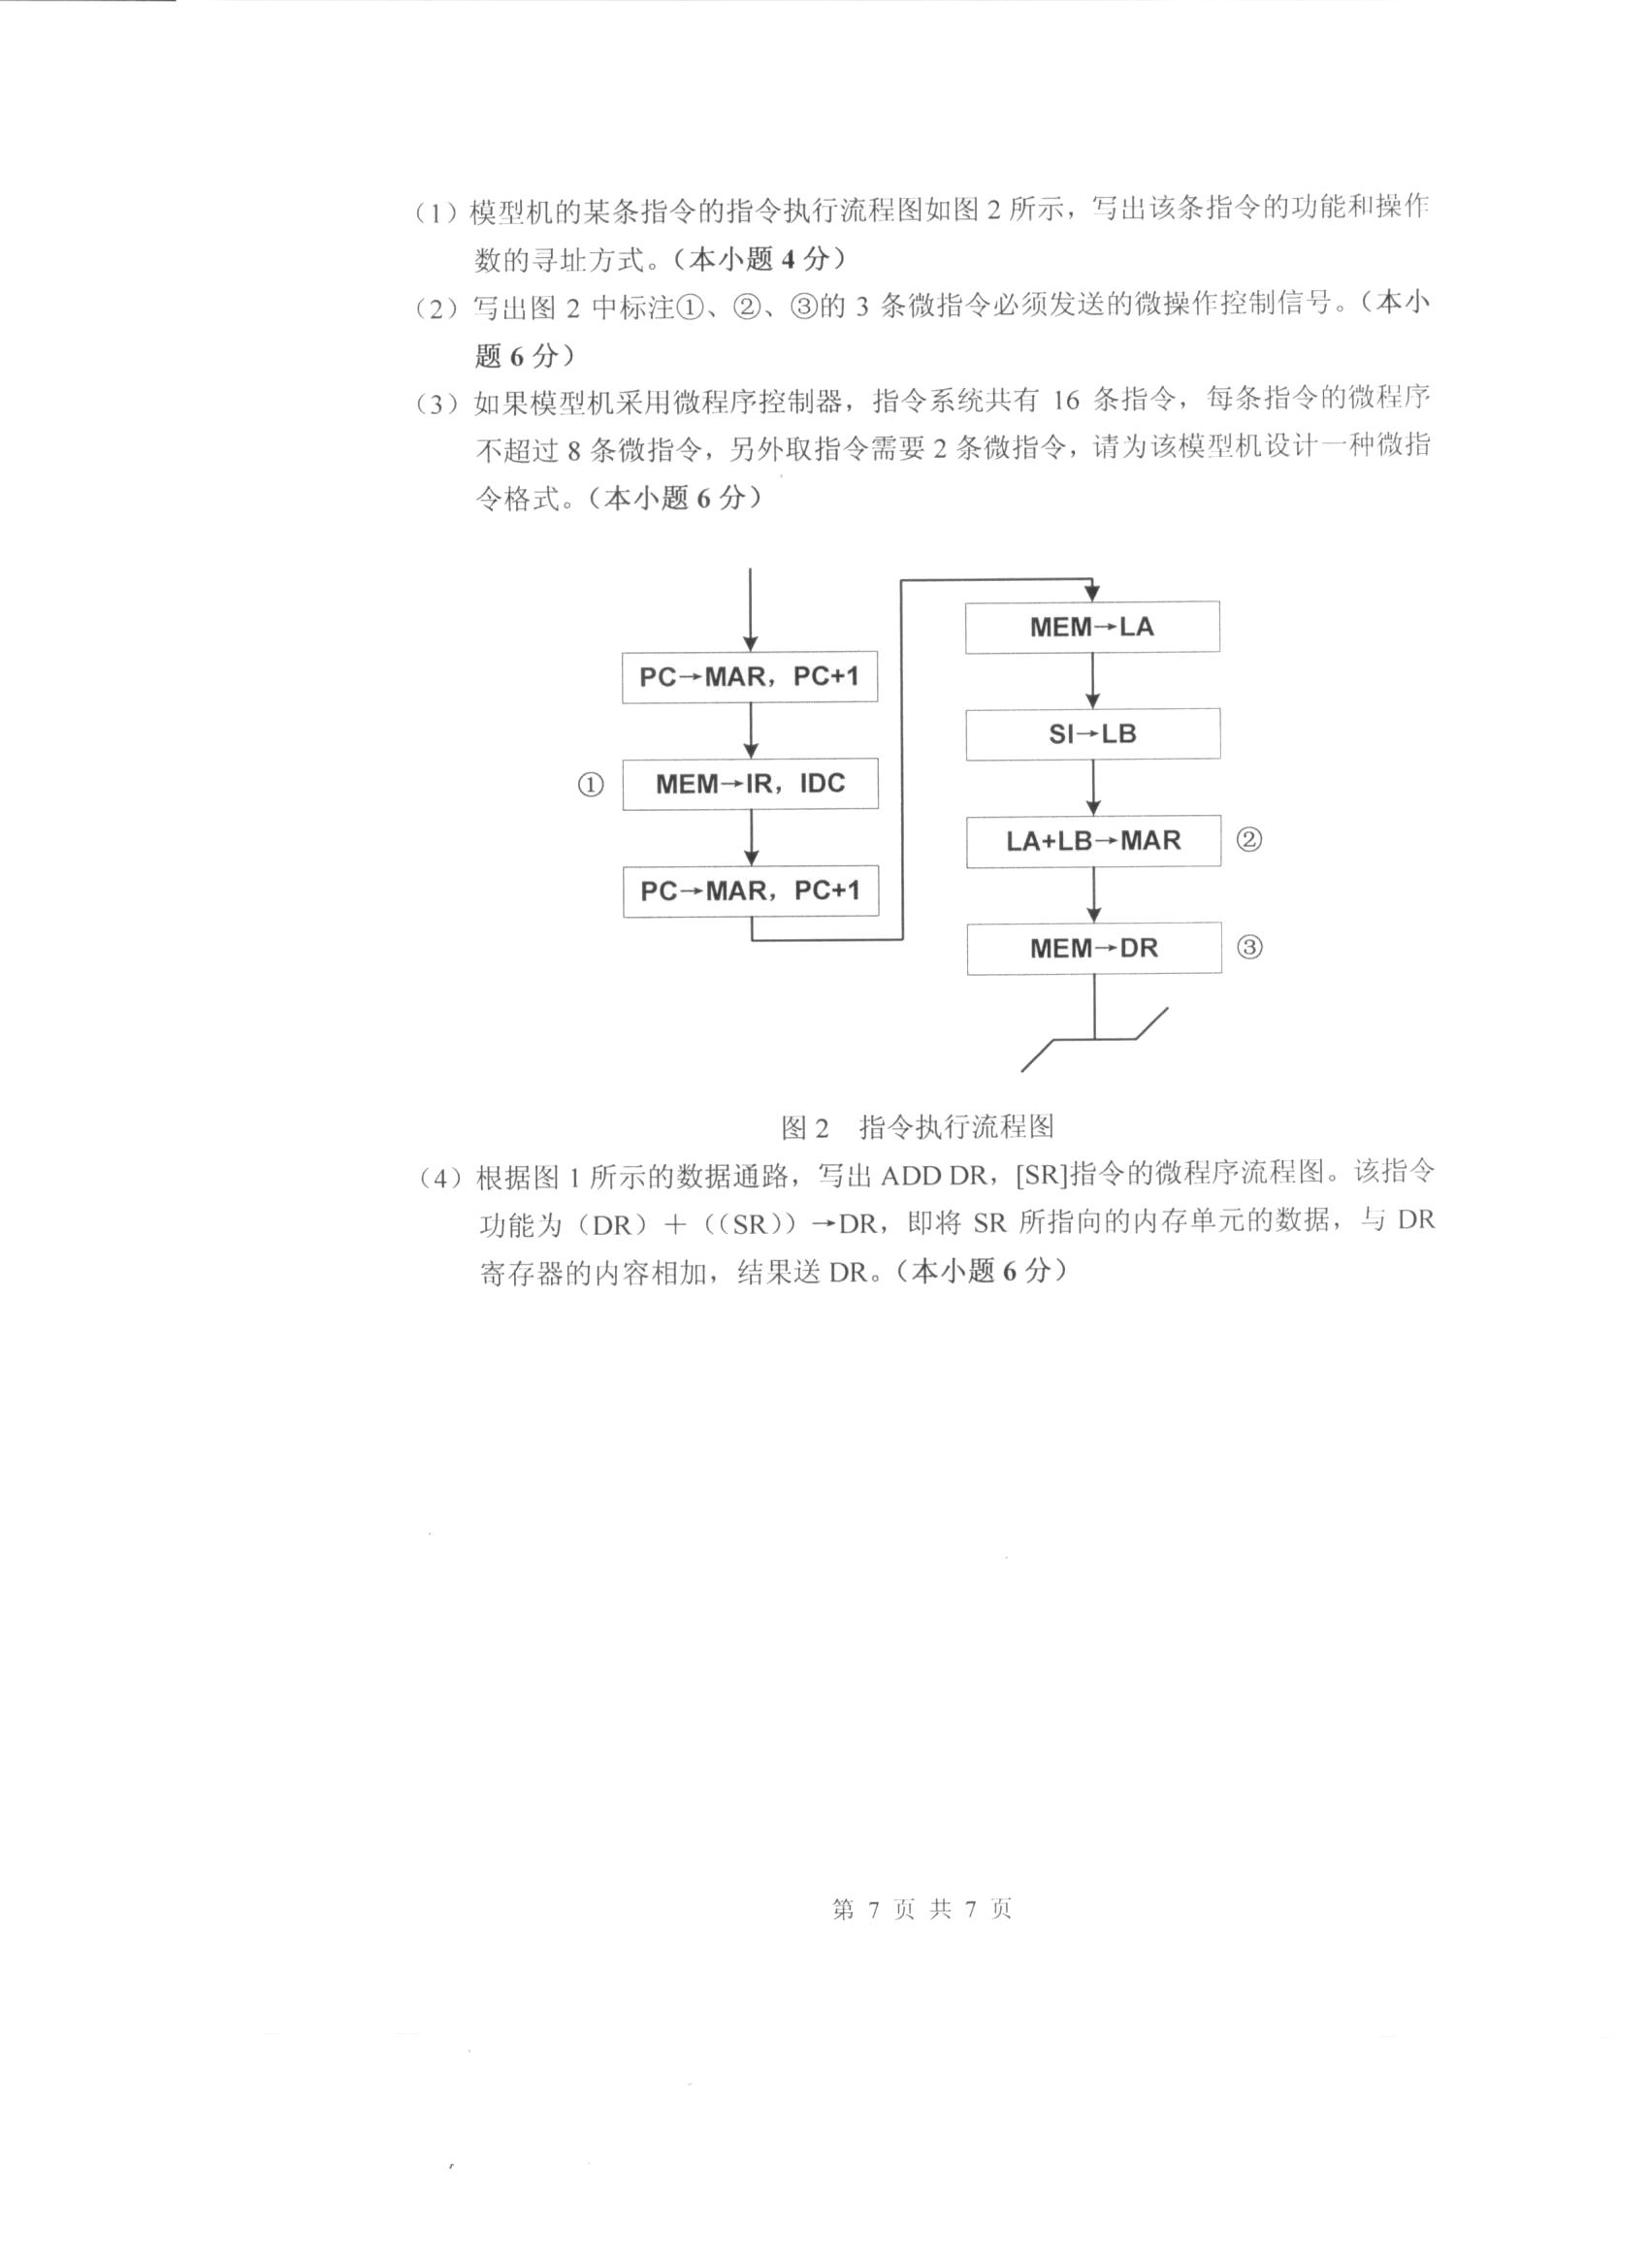 （1）模型机的某条指令的指令执行流程图如图 2 所示，写出该条指令的功能和操作
数的寻址方式。（本小题 4 分）
（2）写出图 2 中标注①、②、③的 3 条微指令必须发送的微操作控制信号。（本小
题 6 分）
（3）如果模型机采用微程序控制器，指令系统共有 16 条指令，每条指令的微程序
不超过 8 条微指令，另外取指令需要 2 条微指令，请为该模型机设计一种微指
令格式。（本小题 6 分）
PC→MAR，PC+1
① MEM→IR，IDC
PC→MAR，PC+1
MEM→LA
SI→LB
LA+LB→MAR ②
MEM→DR ③
图 2 指令执行流程图
（4）根据图 1 所示的数据通路，写出 ADD DR，[SR]指令的微程序流程图。该指令
功能为（DR）＋（（SR））→DR，即将 SR 所指向的内存单元的数据，与 DR
寄存器的内容相加，结果送 DR。（本小题 6 分）
第 7 页 共 7 页